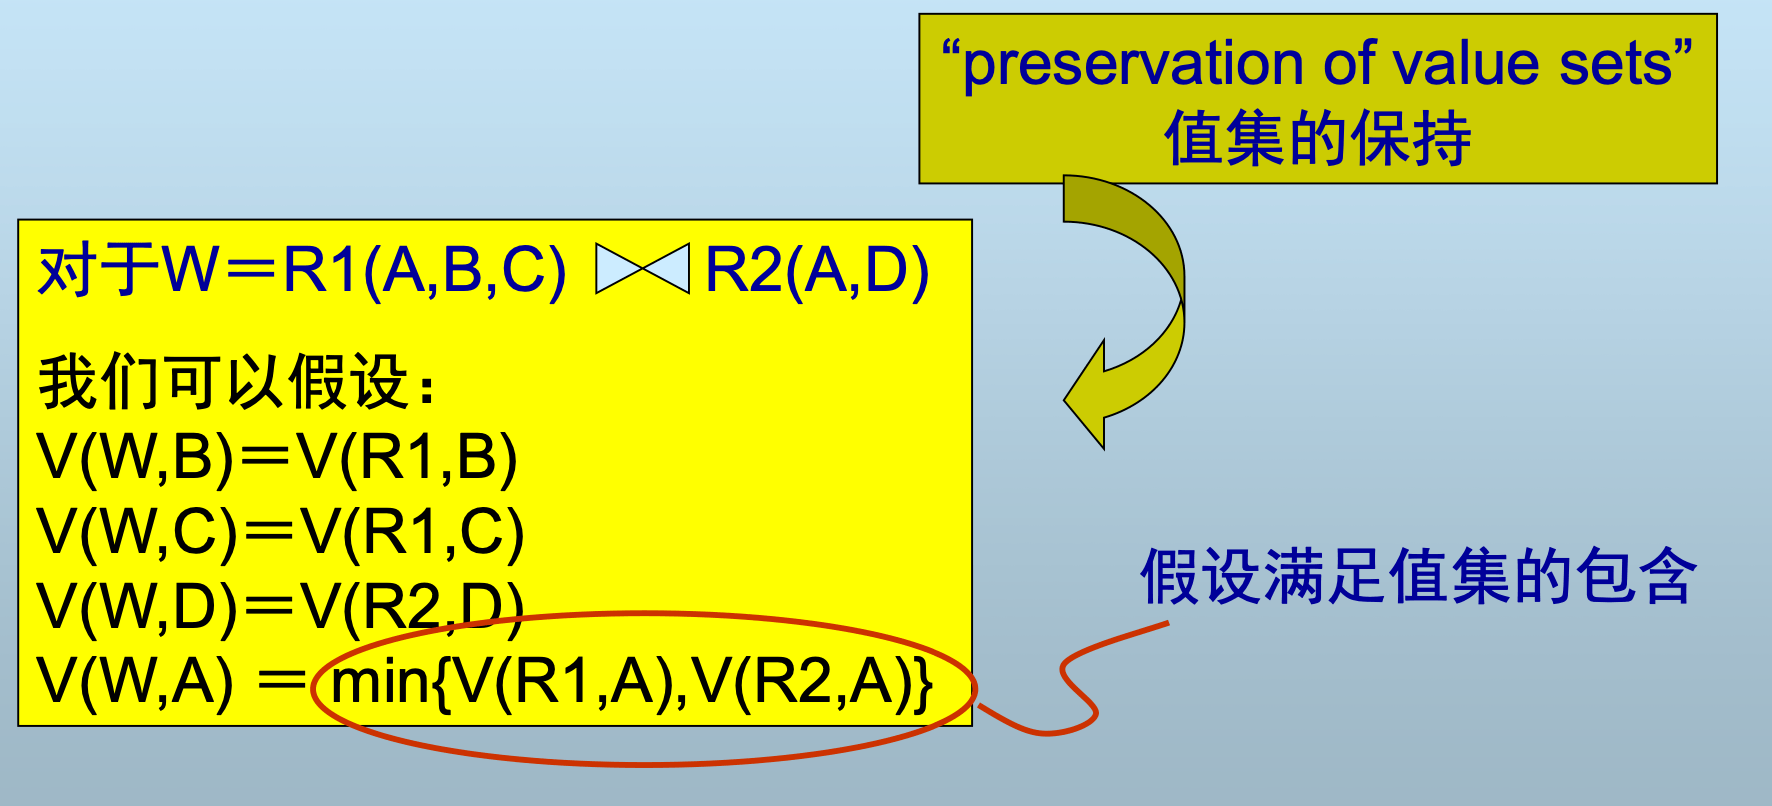 “preservation of value sets”
值集的保持
对于W＝R1(A,B,C) ⋈ R2(A,D)
我们可以假设：
V(W,B)＝V(R1,B)
V(W,C)＝V(R1,C)
V(W,D)＝V(R2,D)
V(W,A) ＝ min{V(R1,A),V(R2,A)}
假设满足值集的包含